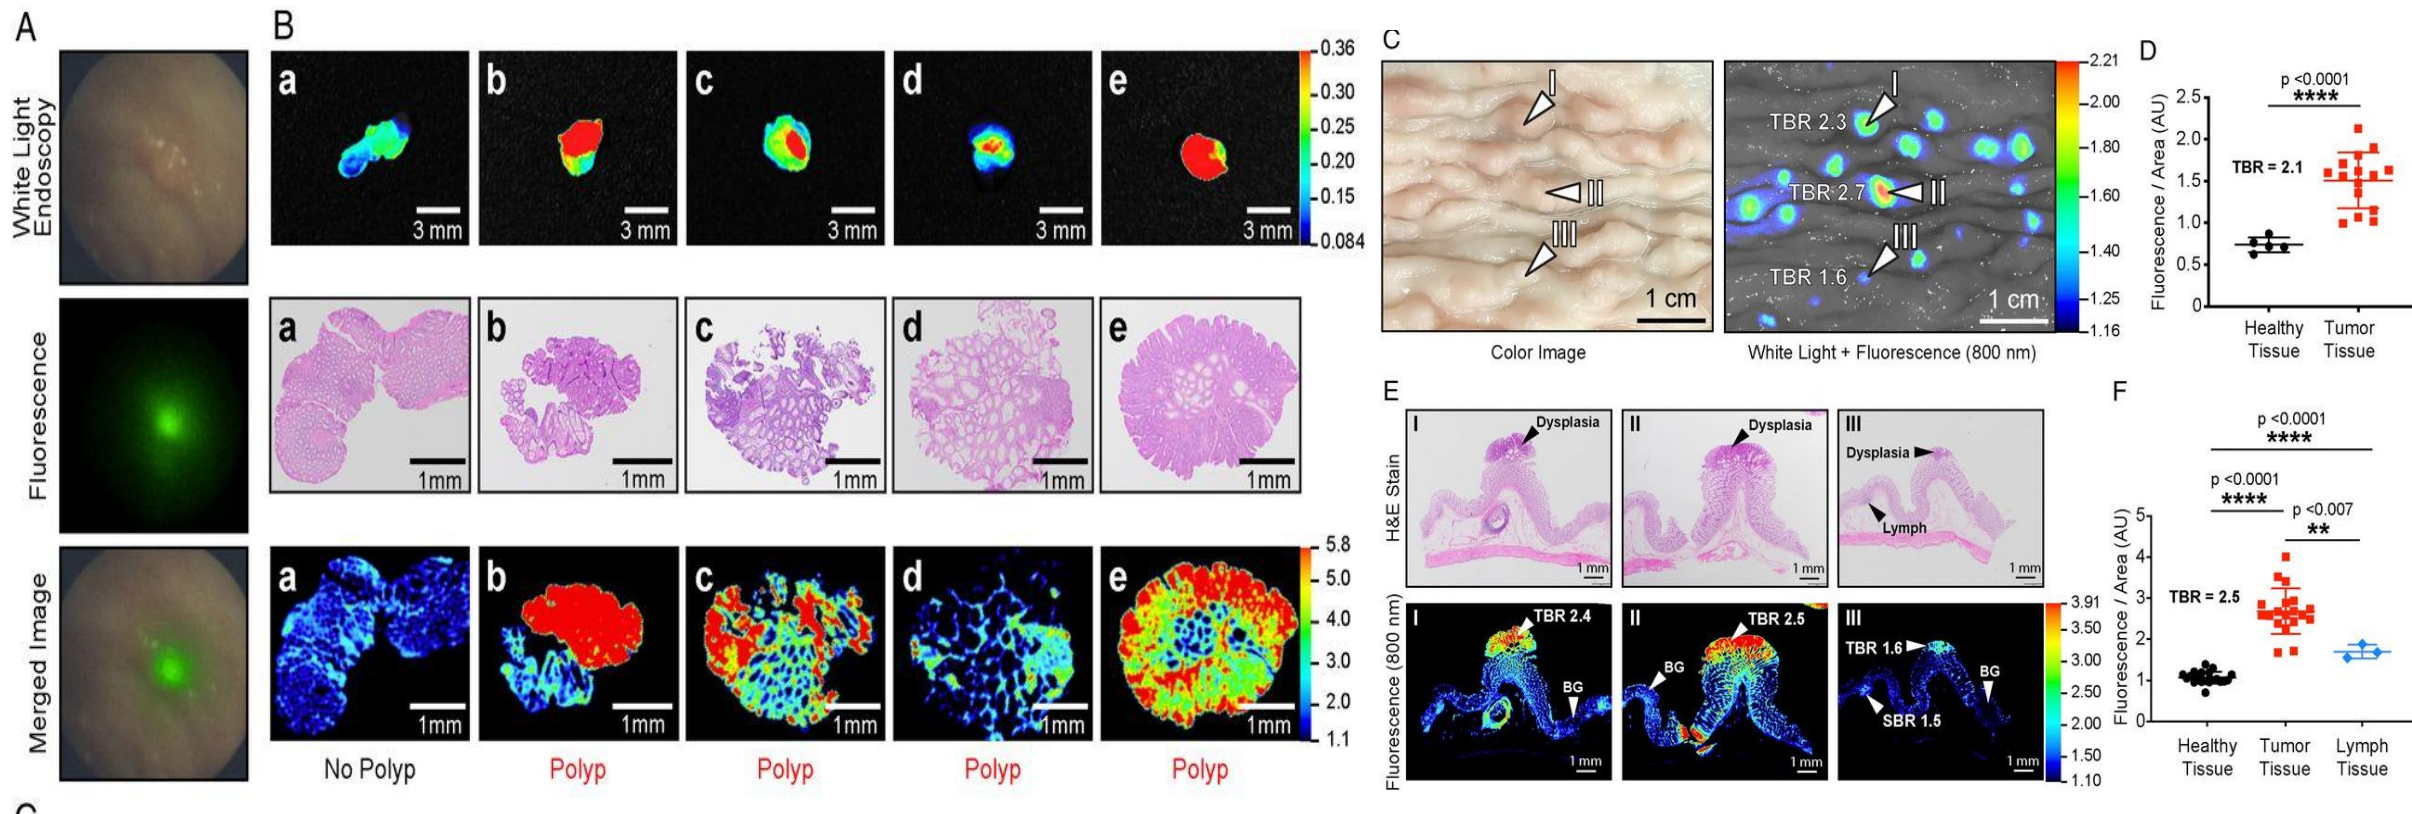 A
White Light
Endoscopy
Fluorescence
Merged Image
B
a
b
c
d
e
3 mm
3 mm
3 mm
3 mm
3 mm
0.36
0.30
0.25
0.20
0.15
0.084
a
b
c
d
e
1mm
1mm
1mm
1mm
1mm
a
b
c
d
e
1mm
1mm
1mm
1mm
1mm
5.8
5.0
4.0
3.0
2.0
1.1
No Polyp
Polyp
Polyp
Polyp
Polyp
C
I
II
III
1 cm
Color Image
I
TBR 2.3
TBR 2.7
II
III
TBR 1.6
1 cm
White Light + Fluorescence (800 nm)
2.21
2.00
1.80
1.60
1.40
1.25
1.16
D
p <0.0001
****
TBR = 2.1
Fluorescence / Area (AU)
2.5
2.0
1.5
1.0
0.5
0
Healthy
Tissue
Tumor
Tissue
E
H&E Stain
I
Dysplasia
1 mm
II
Dysplasia
1 mm
III
Dysplasia
Lymph
1 mm
Fluorescence (800 nm)
I
TBR 2.4
BG
1 mm
II
TBR 2.5
BG
1 mm
III
TBR 1.6
BG
SBR 1.5
1 mm
3.91
3.50
3.00
2.50
2.00
1.50
1.10
F
p <0.0001
****
p <0.0001
****
p <0.007
**
TBR = 2.5
Fluorescence / Area (AU)
5
4
3
2
1
0
Healthy
Tissue
Tumor
Tissue
Lymph
Tissue